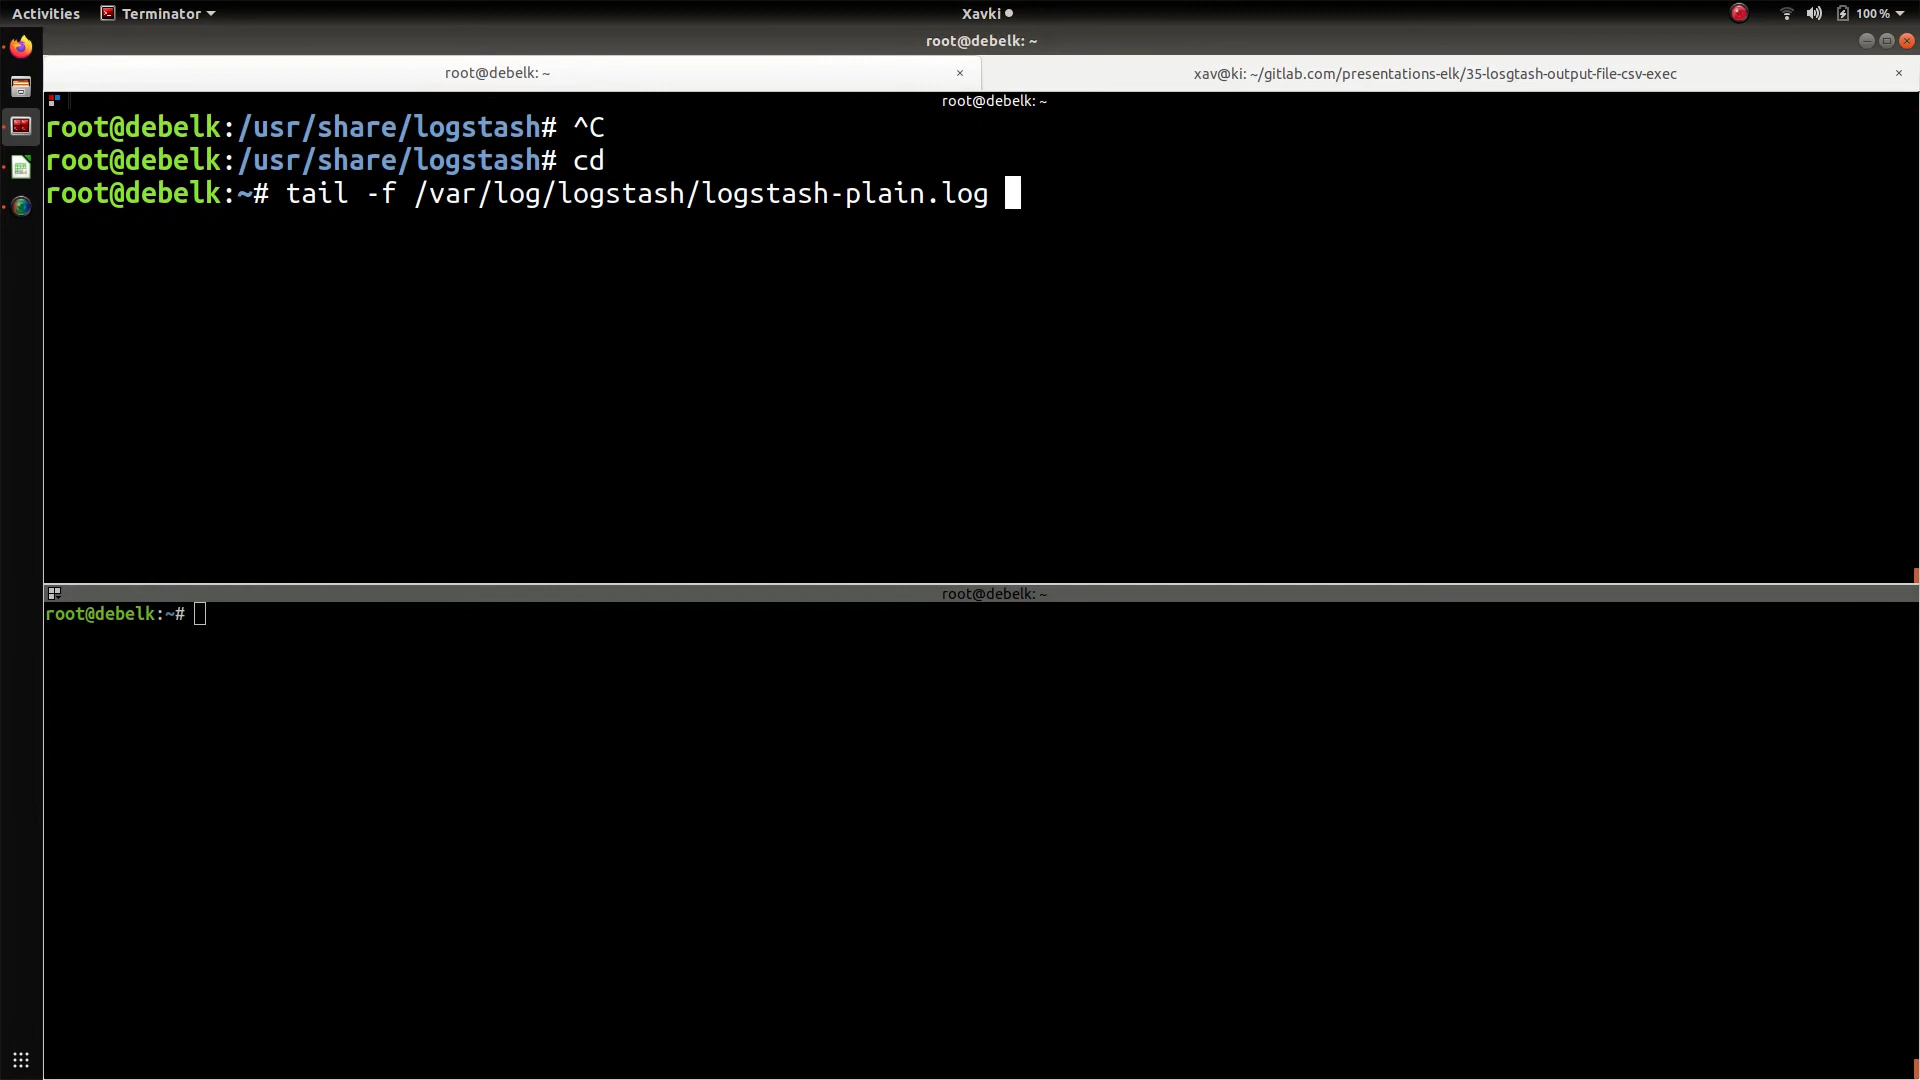 Activities Terminator Xavki 100 %
root@debelk: ~
root@debelk: ~ × xav@ki: ~/gitlab.com/presentations-elk/35-losgtash-output-file-csv-exec ×
root@debelk: ~
root@debelk:/usr/share/logstash# ^C
root@debelk:/usr/share/logstash# cd
root@debelk:~# tail -f /var/log/logstash/logstash-plain.log
root@debelk: ~
root@debelk:~#